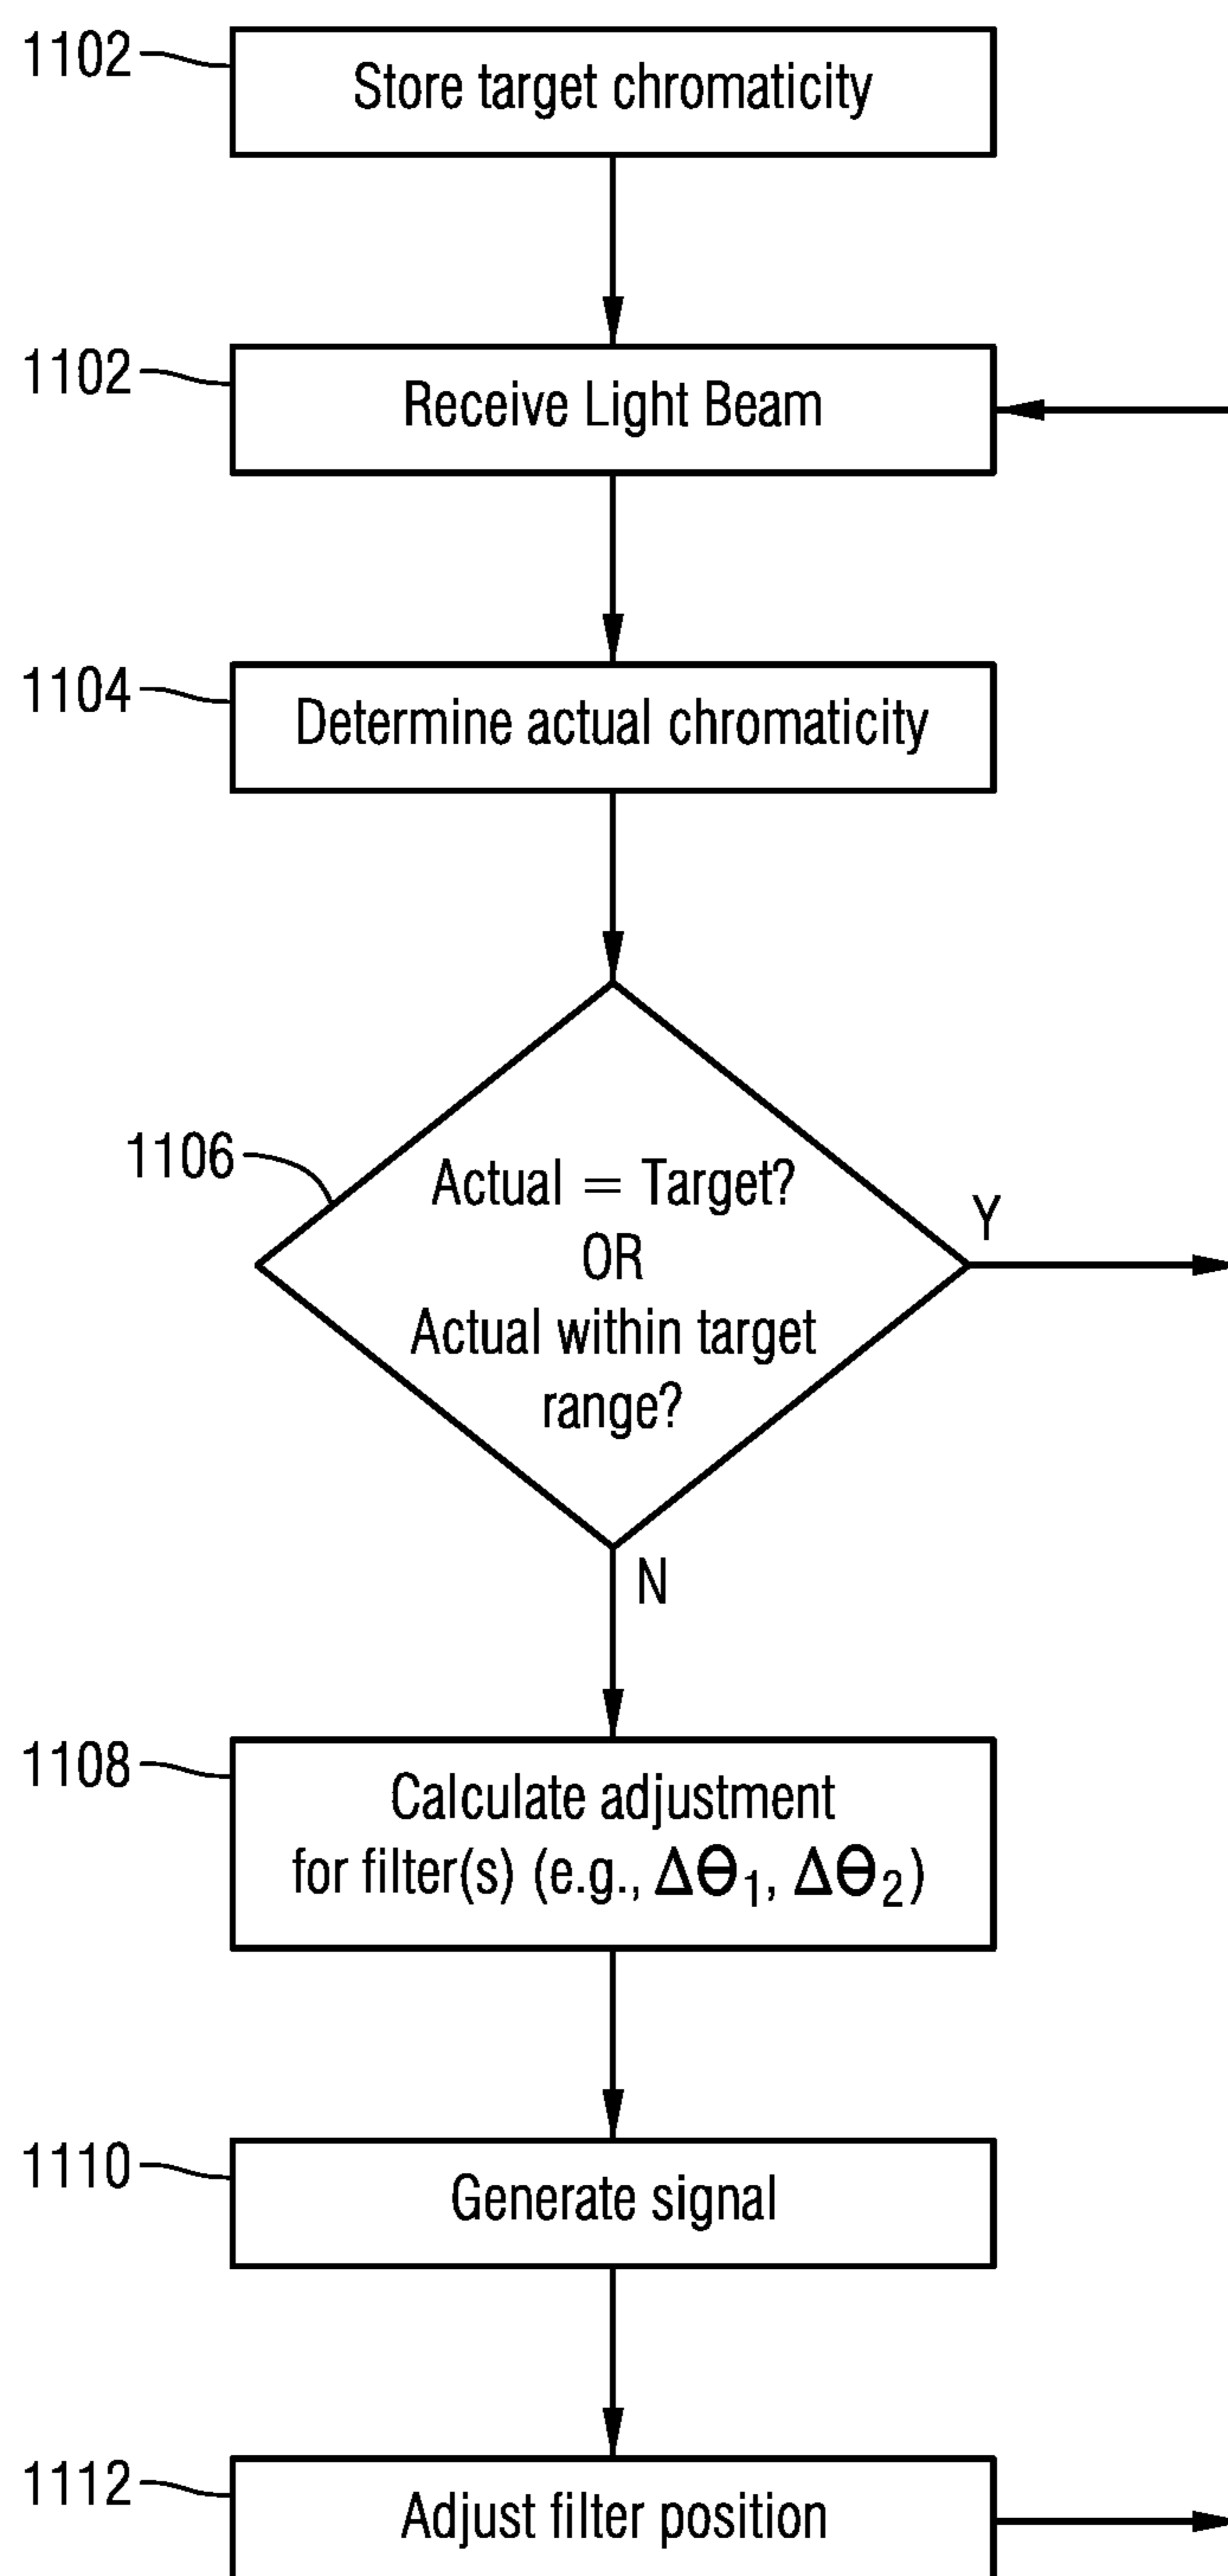 1102
Store target chromaticity
1102
Receive Light Beam
1104
Determine actual chromaticity
1106
Actual = Target?
OR
Actual within target
range?
Y
N
1108
Calculate adjustment
for filter(s) (e.g., ΔΘ₁, ΔΘ₂)
1110
Generate signal
1112
Adjust filter position